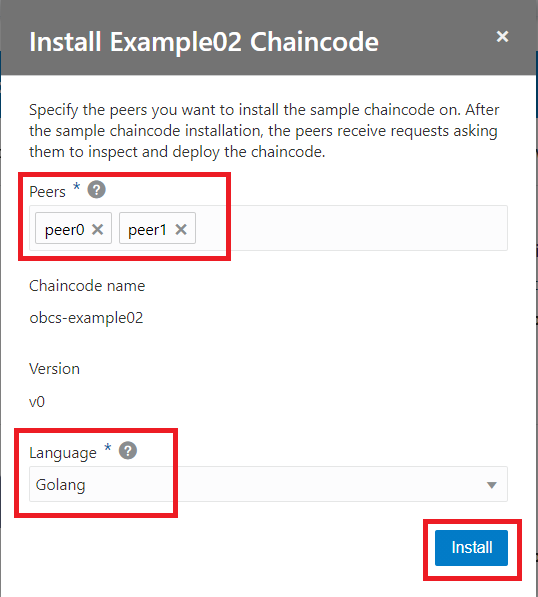 Install Example02 Chaincode
Specify the peers you want to install the sample chaincode on. After
the sample chaincode installation, the peers receive requests asking
them to inspect and deploy the chaincode.
Peers * ?
peer0 × peer1 ×
Chaincode name
obcs-example02
Version
v0
Language * ?
Golang
Install